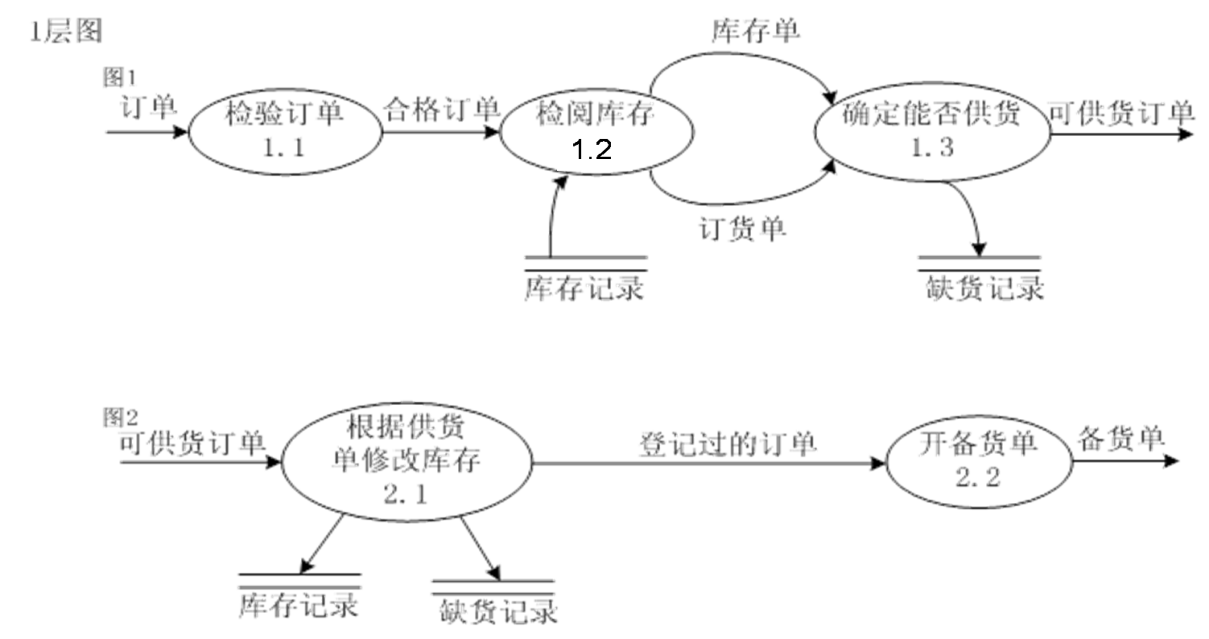 1层图
库存单
图1
订单
检验订单
1.1
合格订单
检阅库存
1.2
确定能否供货
1.3
可供货订单
订货单
库存记录
缺货记录
图2
可供货订单
根据供货
单修改库存
2.1
登记过的订单
开备货单
2.2
备货单
库存记录
缺货记录